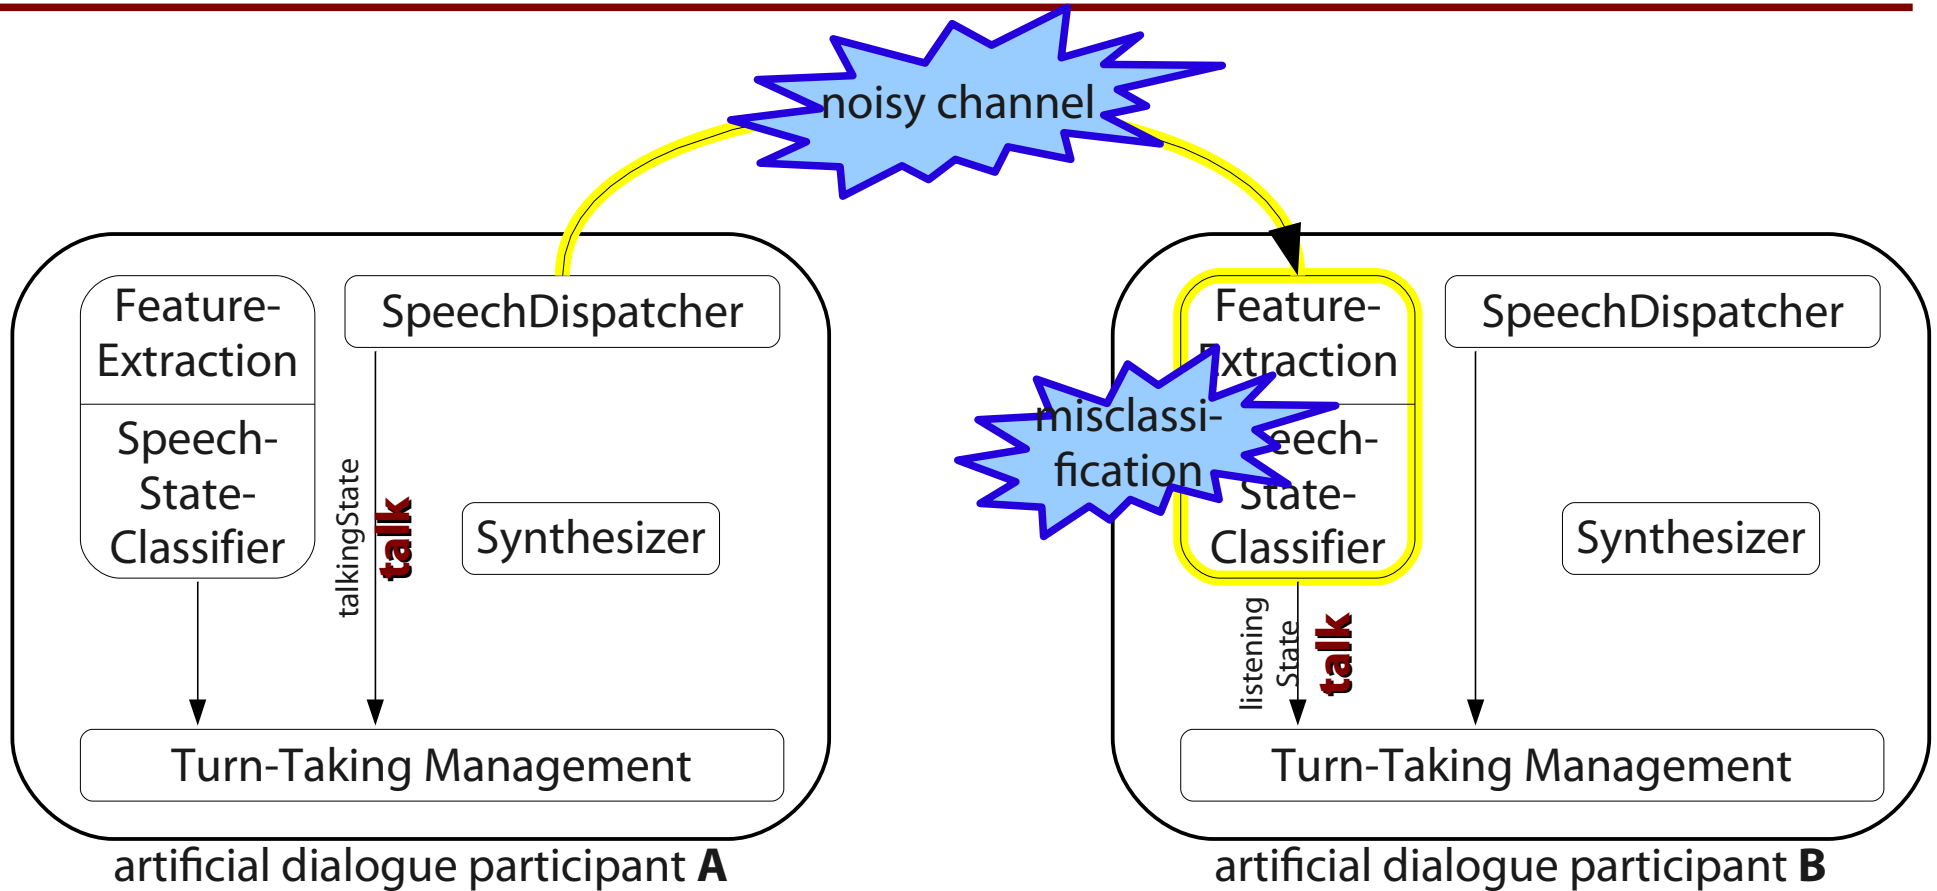 noisy channel
Feature-
Extraction
Speech-
State-
Classifier
SpeechDispatcher
talkingState
talk
Synthesizer
Turn-Taking Management
artificial dialogue participant A
Feature-
Extraction
misclassi-
fication
eech-
State-
Classifier
SpeechDispatcher
listening
State
talk
Synthesizer
Turn-Taking Management
artificial dialogue participant B